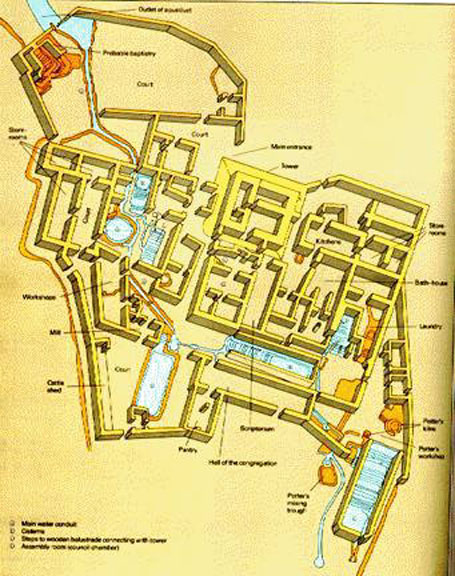 Outlet of aqueduct
Probable baptistry
Court
Court
Main entrance
Tower
Store-
rooms
Court
Kitchens
Store-
rooms
Bath-house
Workshops
Laundry
Mill
Court
Cattle
shed
Scriptorium
Pantry
Hall of the congregation
Potter's
kilns
Potter's
workshop
Potter's
mixing
trough
Main water conduit
Cisterns
Steps to wooden balustrade connecting with tower
Assembly room (council chamber)